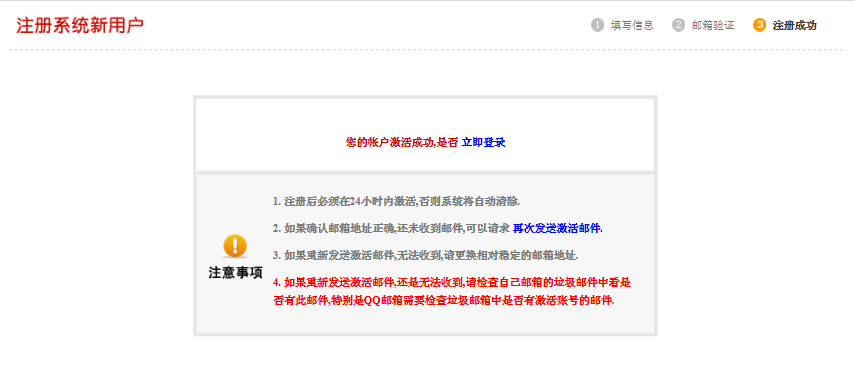 注册系统新用户
1 填写信息 2 邮箱验证 3 注册成功
您的帐户激活成功,是否 立即登录
1. 注册后必须在24小时内激活,否则系统将自动清除.
2. 如果确认邮箱地址正确,还未收到邮件,可以请求 再次发送激活邮件.
3. 如果重新发送激活邮件,无法收到,请更换相对稳定的邮箱地址.
注意事项
4. 如果重新发送激活邮件,还是无法收到,请检查自己邮箱的垃圾邮件中看是
否有此邮件,特别是QQ邮箱需要检查垃圾邮箱中是否有激活账号的邮件.